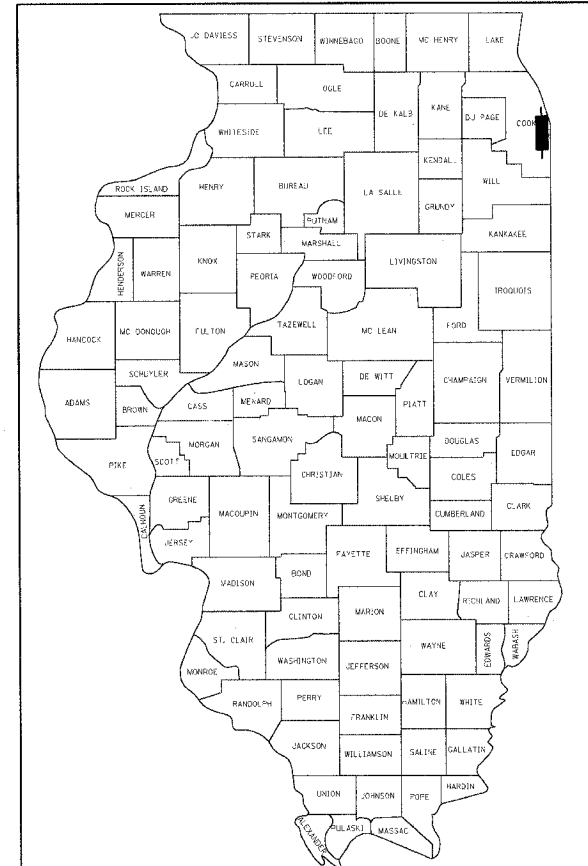 JO DAVIESS STEVENSON WINNEBAGO BOONE MC HENRY LAKE
CARROLL OGLE
DE KALB KANE DJ PAGE COOK
WHITESIDE LEE
KENDALL
WILL
ROCK ISLAND HENRY BUREAU LA SALLE GRUNDY
MERCER PUTNAM
STARK KANKAKEE
MARSHALL
HENDERSON WARREN KNOX PEORIA WOODFORD LIVINGSTON
IROQUOIS
HANCOCK MC DONOUGH FULTON TAZEWELL MC LEAN FORD
MASON
SCHUYLER DE WITT
ADAMS LOGAN CHAMPAIGN VERMILION
BROWN CASS MENARD PIATT
MACON
MORGAN SANGAMON DOUGLAS EDGAR
PIKE SCOTT MOULTRIE
CHRISTIAN COLES
GREENE SHELBY
CALHOUN MACOUPIN MONTGOMERY CUMBERLAND CLARK
JERSEY
FAYETTE EFFINGHAM JASPER CRAWFORD
MADISON BOND
CLAY RICHLAND LAWRENCE
CLINTON MARION
ST. CLAIR WAYNE EDWARDS WABASH
WASHINGTON JEFFERSON
MONROE
RANDOLPH PERRY HAMILTON WHITE
FRANKLIN
JACKSON WILLIAMSON SALINE GALLATIN
UNION JOHNSON POPE HARDIN
ALEXANDER PULASKI MASSAC